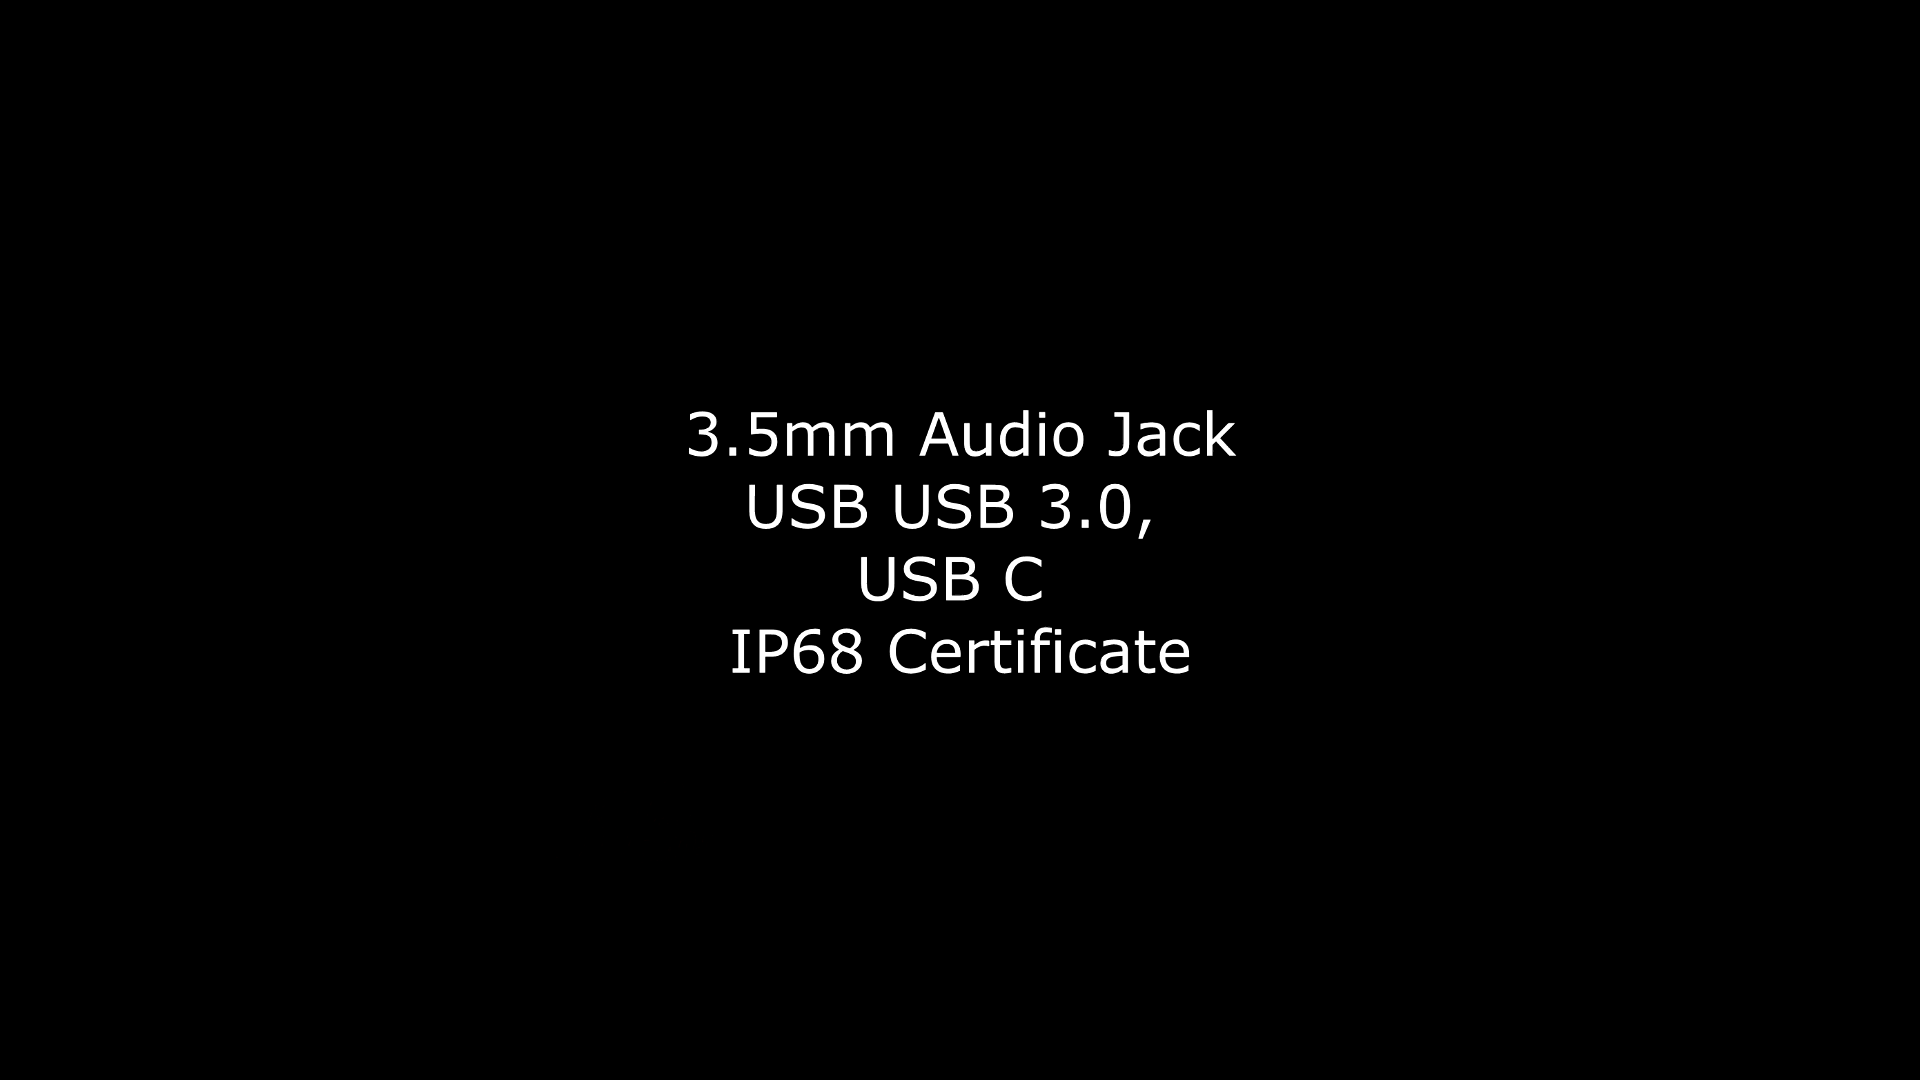 3.5mm Audio Jack
USB USB 3.0,
USB C
IP68 Certificate